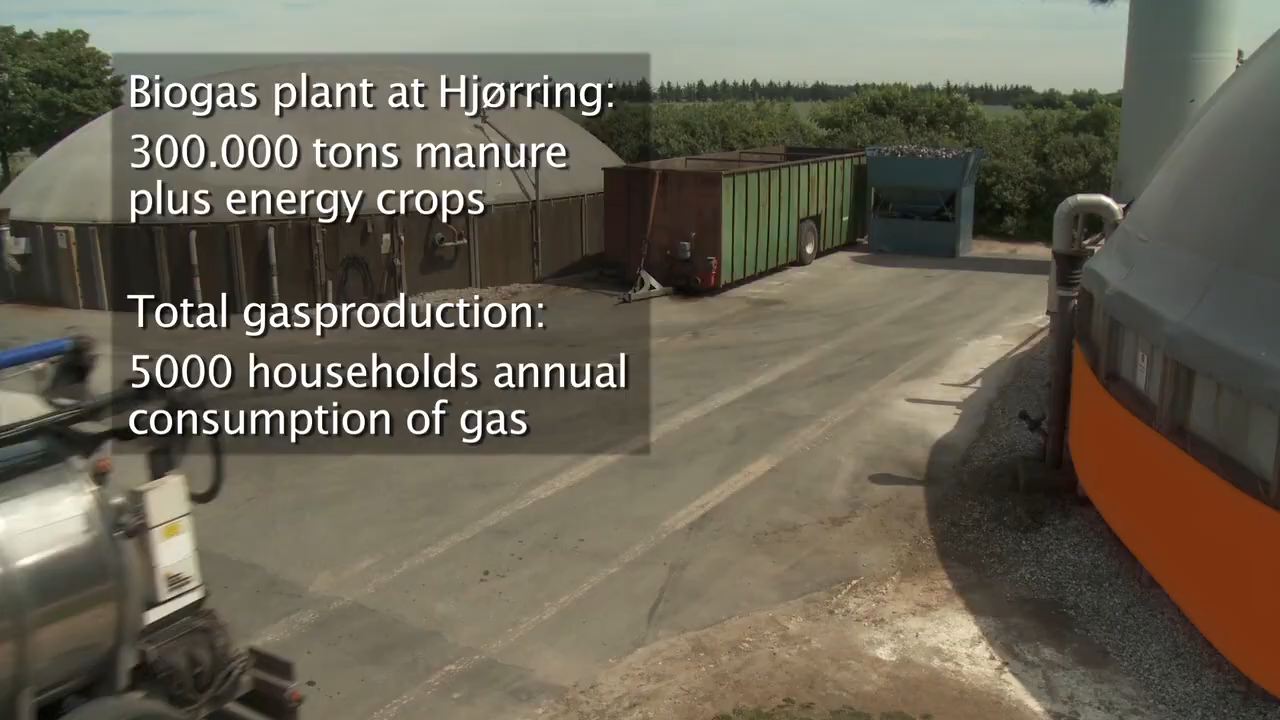 Biogas plant at Hjørring:
300.000 tons manure
plus energy crops
Total gasproduction:
5000 households annual
consumption of gas